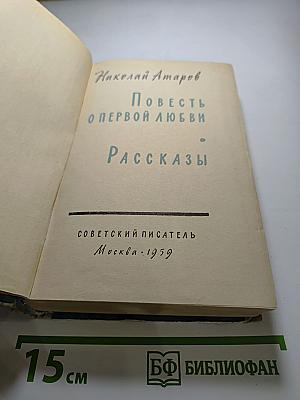 Николай Атаров
Повесть
о первой любви
•
Рассказы
СОВЕТСКИЙ ПИСАТЕЛЬ
Москва • 1959
15 см
БФ БИБЛИОФАН